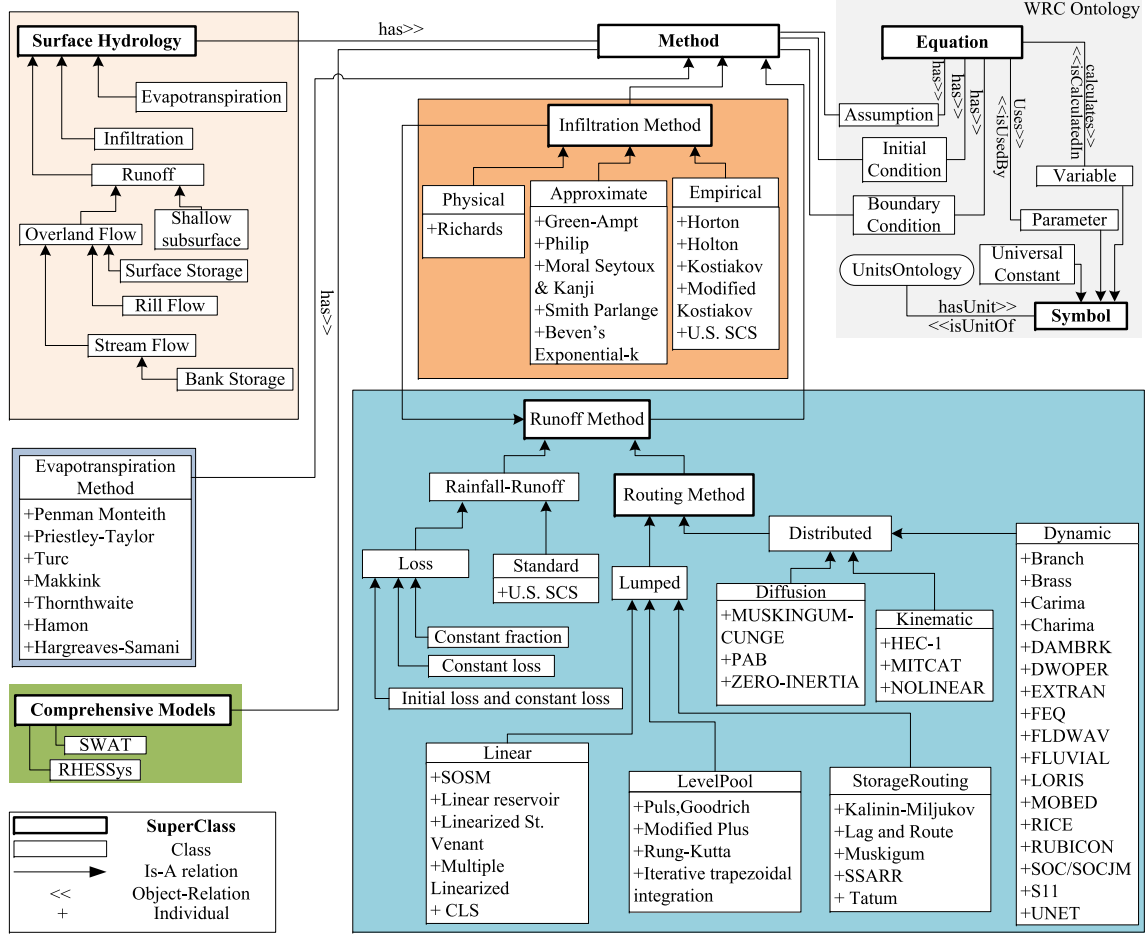 Surface Hydrology
has>>
Method
Evapotranspiration
Infiltration
Runoff
Shallow
subsurface
Overland Flow
Surface Storage
Rill Flow
Stream Flow
Bank Storage
has>>
WRC Ontology
Equation
has>>
has>>
has>>
Uses>>
<<isUsedBy
calculates>>
<<isCalculatedIn
Assumption
Initial
Condition
Boundary
Condition
Variable
Parameter
Universal
Constant
UnitsOntology
hasUnit>>
<<isUnitOf
Symbol
Infiltration Method
Physical
+Richards
Approximate
+Green-Ampt
+Philip
+Moral Seytoux
& Kanji
+Smith Parlange
+Beven's
Exponential-k
Empirical
+Horton
+Holton
+Kostiakov
+Modified
Kostiakov
+U.S. SCS
Evapotranspiration
Method
+Penman Monteith
+Priestley-Taylor
+Turc
+Makkink
+Thornthwaite
+Hamon
+Hargreaves-Samani
Comprehensive Models
SWAT
RHESSys
SuperClass
Class
Is-A relation
<< Object-Relation
+ Individual
Runoff Method
Rainfall-Runoff
Routing Method
Loss
Standard
+U.S. SCS
Constant fraction
Constant loss
Initial loss and constant loss
Lumped
Distributed
Diffusion
+MUSKINGUM-
CUNGE
+PAB
+ZERO-INERTIA
Kinematic
+HEC-1
+MITCAT
+NOLINEAR
Dynamic
+Branch
+Brass
+Carima
+Charima
+DAMBRK
+DWOPER
+EXTRAN
+FEQ
+FLDWAV
+FLUVIAL
+LORIS
+MOBED
+RICE
+RUBICON
+SOC/SOCJM
+S11
+UNET
Linear
+SOSM
+Linear reservoir
+Linearized St.
Venant
+Multiple
Linearized
+ CLS
LevelPool
+Puls,Goodrich
+Modified Plus
+Rung-Kutta
+Iterative trapezoidal
integration
StorageRouting
+Kalinin-Miljukov
+Lag and Route
+Muskigum
+SSARR
+ Tatum